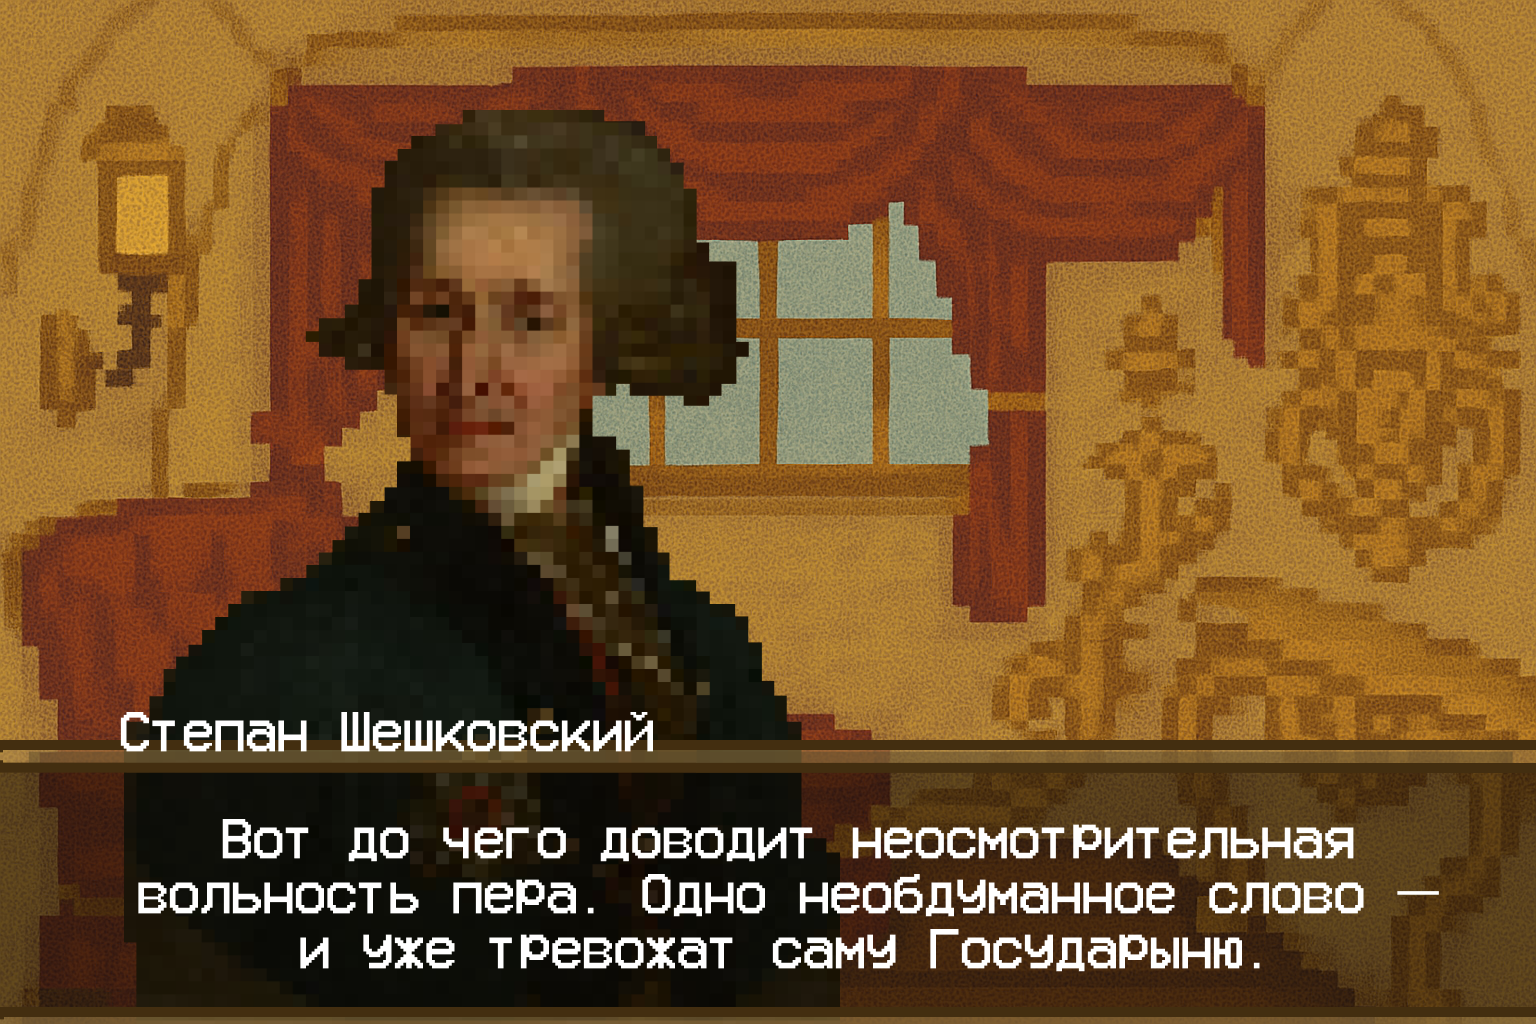 Степан Шешковский
Вот до чего доводит неосмотрительная
вольность пера. Одно необдуманное слово —
и уже тревожат саму Государыню.